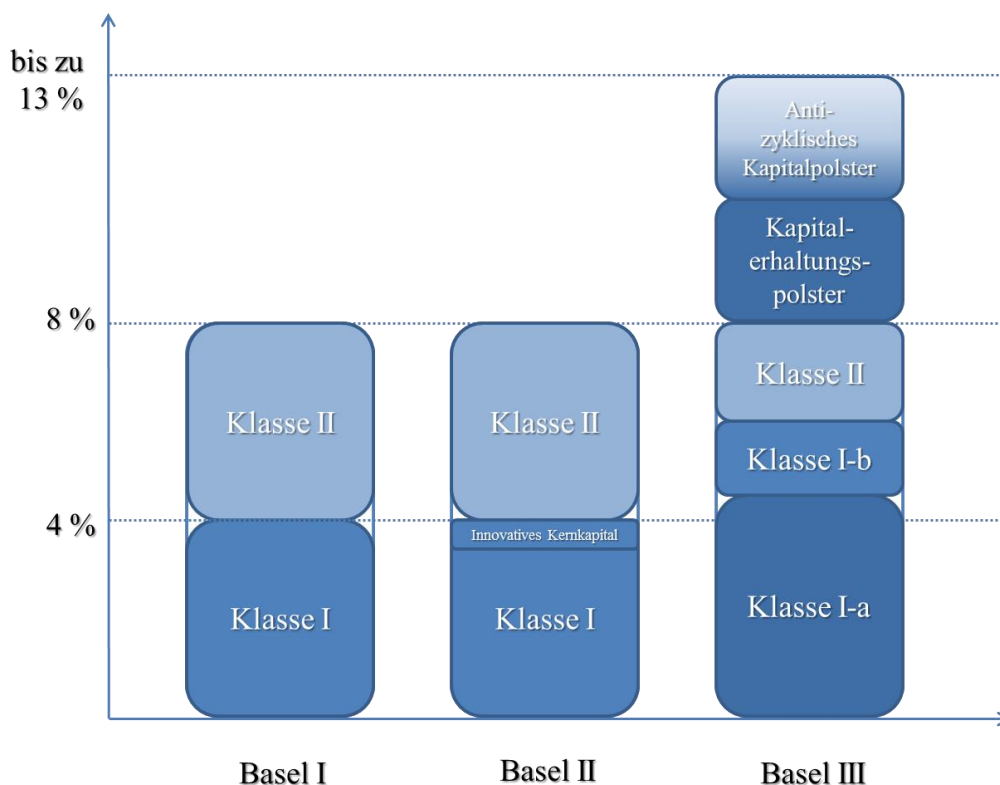 bis zu
13 %
8 %
4 %
Klasse II
Klasse I
Klasse II
Innovatives Kernkapital
Klasse I
Anti-
zyklisches
Kapitalpolster
Kapital-
erhaltungs-
polster
Klasse II
Klasse I-b
Klasse I-a
Basel I
Basel II
Basel III